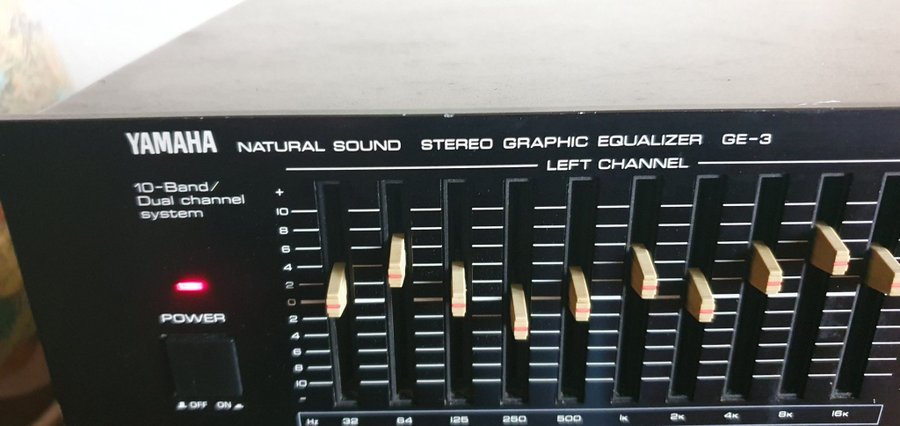 YAMAHA NATURAL SOUND STEREO GRAPHIC EQUALIZER GE-3
LEFT CHANNEL
10-Band/
Dual channel
system
+
10
8
6
4
2
0
2
4
6
8
10
-
POWER
OFF ON
Hz 32 64 125 250 500 1K 2K 4K 8K 16K